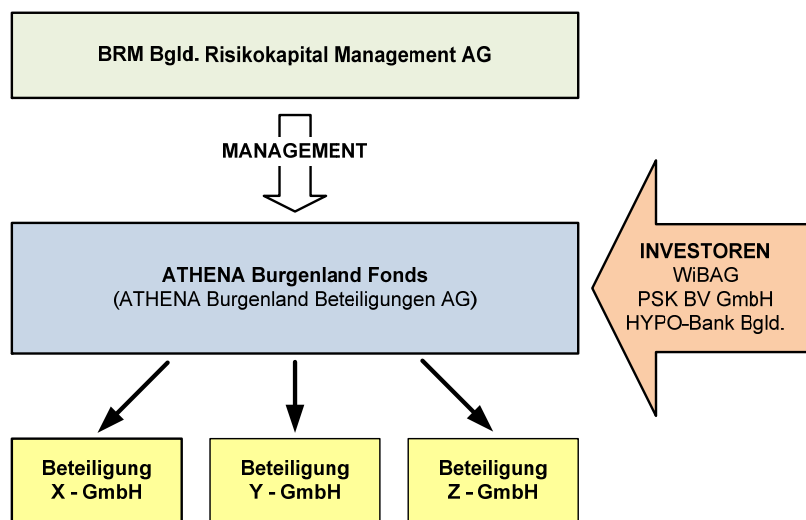 BRM Bgld. Risikokapital Management AG
MANAGEMENT
ATHENA Burgenland Fonds
(ATHENA Burgenland Beteiligungen AG)
INVESTOREN
WiBAG
PSK BV GmbH
HYPO-Bank Bgld.
Beteiligung
X - GmbH
Beteiligung
Y - GmbH
Beteiligung
Z - GmbH